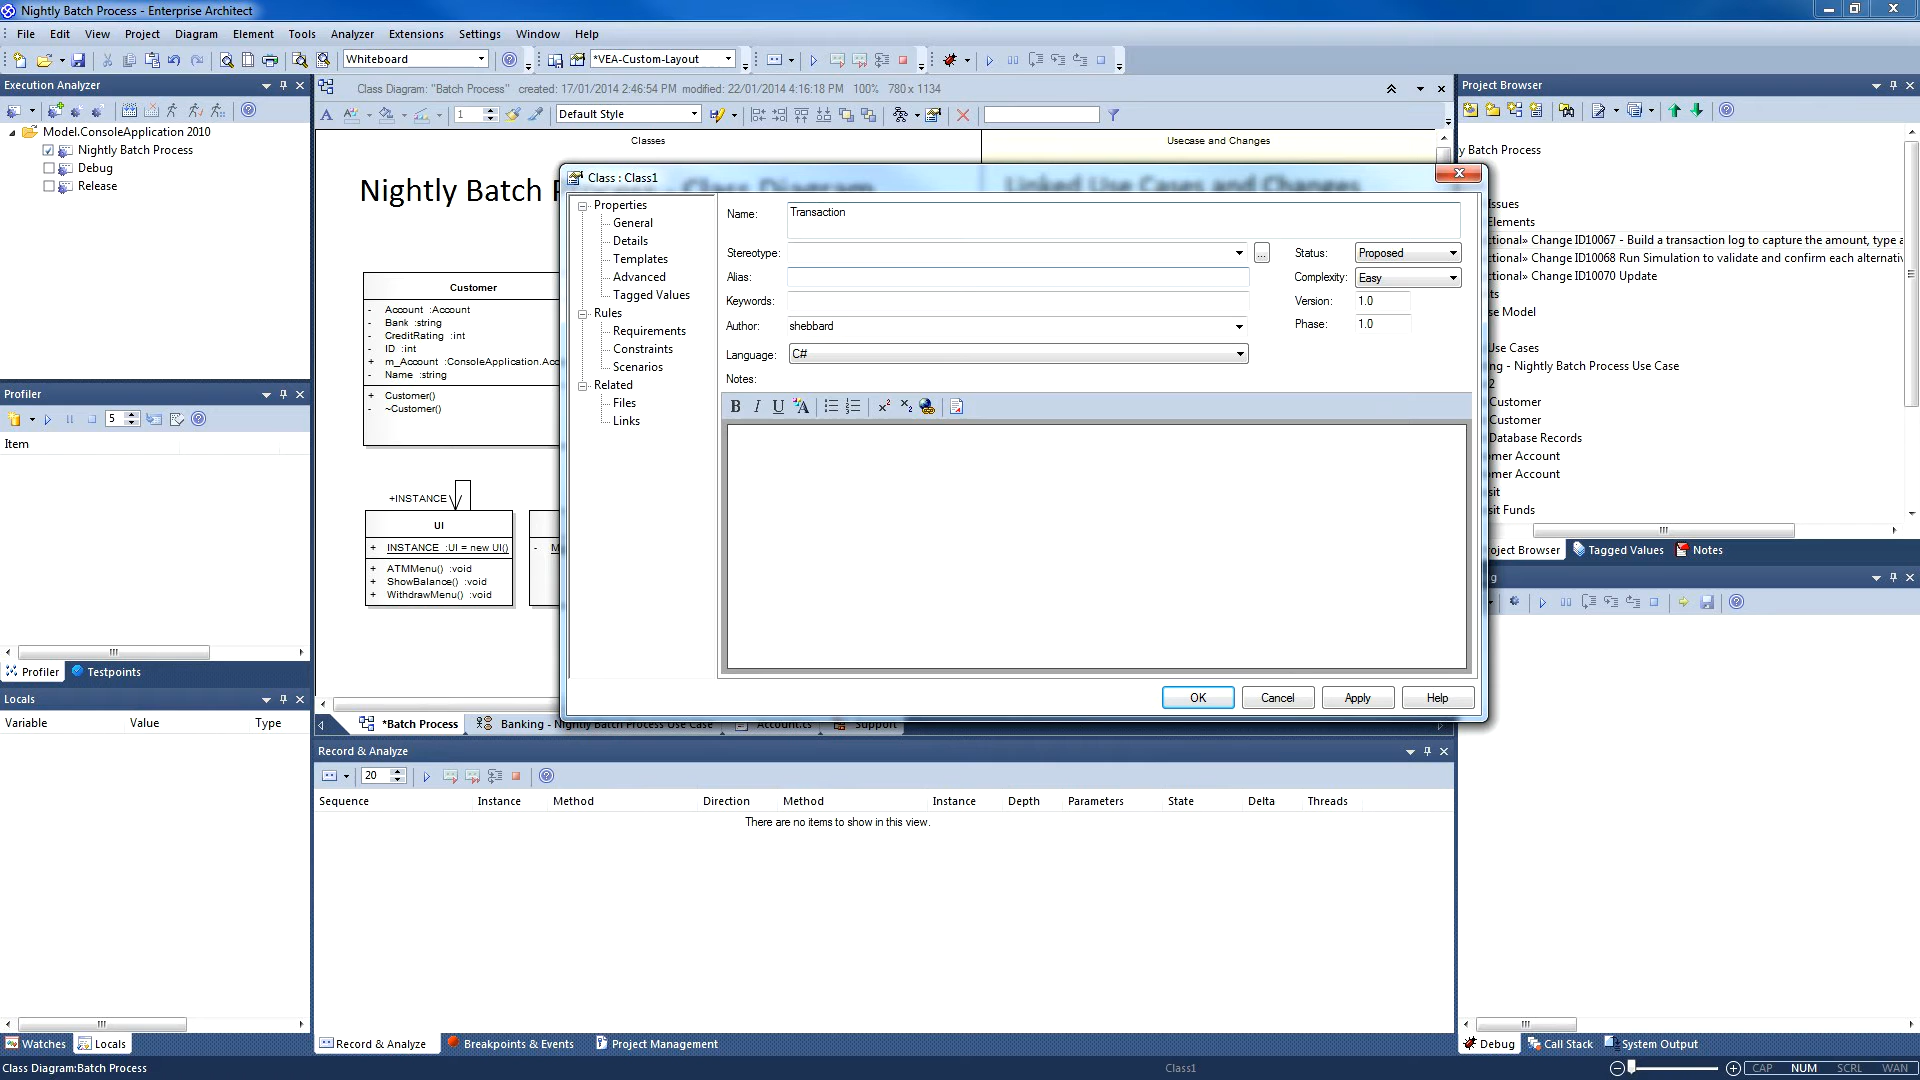 Nightly Batch Process - Enterprise Architect
File Edit View Project Diagram Element Tools Analyzer Extensions Settings Window Help
Whiteboard
*VEA-Custom-Layout
Execution Analyzer
Model.ConsoleApplication 2010
Nightly Batch Process
Debug
Release
Profiler
5
Item
Profiler Testpoints
Locals
Variable Value Type
Watches Locals
Class Diagram:Batch Process
Class Diagram: "Batch Process" created: 17/01/2014 2:46:54 PM modified: 22/01/2014 4:16:18 PM 100% 780 x 1134
1
Default Style
Classes
Usecase and Changes
Nightly Batch Process - Class Diagram
Linked Use Cases and Changes
Customer
- Account :Account
- Bank :string
- CreditRating :int
- ID :int
+ m_Account :ConsoleApplication.Acc
- Name :string
+ Customer()
- ~Customer()
+INSTANCE
UI
+ INSTANCE :UI = new UI()
+ ATMMenu() :void
+ ShowBalance() :void
+ WithdrawMenu() :void
- M
Class : Class1
Properties
General
Details
Templates
Advanced
Tagged Values
Rules
Requirements
Constraints
Scenarios
Related
Files
Links
Name: Transaction
Stereotype: ... Status: Proposed
Alias: Complexity: Easy
Keywords: Version: 1.0
Author: shebbard Phase: 1.0
Language: C#
Notes:
B I U
OK Cancel Apply Help
*Batch Process Banking - Nightly Batch Process Use Case Account.cs Support
Record & Analyze
20
Sequence Instance Method Direction Method Instance Depth Parameters State Delta Threads
There are no items to show in this view.
Record & Analyze Breakpoints & Events Project Management
Class1
Project Browser
y Batch Process
ssues
Elements
tional» Change ID10067 - Build a transaction log to capture the amount, type a
tional» Change ID10068 Run Simulation to validate and confirm each alternativ
tional» Change ID10070 Update
ts
se Model
Use Cases
ng - Nightly Batch Process Use Case
2
Customer
Customer
Database Records
omer Account
omer Account
sit
sit Funds
oject Browser Tagged Values Notes
g
Debug Call Stack System Output
CAP NUM SCRL WAN